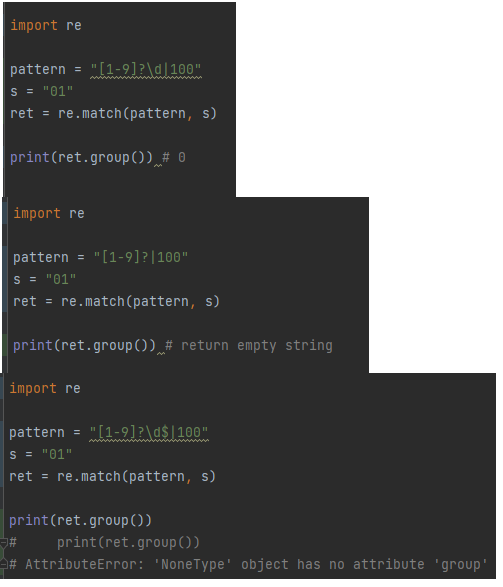 import re
pattern = "[1-9]?\d|100"
s = "01"
ret = re.match(pattern, s)
print(ret.group()) # 0
import re
pattern = "[1-9]?|100"
s = "01"
ret = re.match(pattern, s)
print(ret.group()) # return empty string
import re
pattern = "[1-9]?\d$|100"
s = "01"
ret = re.match(pattern, s)
print(ret.group())
#     print(ret.group())
# AttributeError: 'NoneType' object has no attribute 'group'